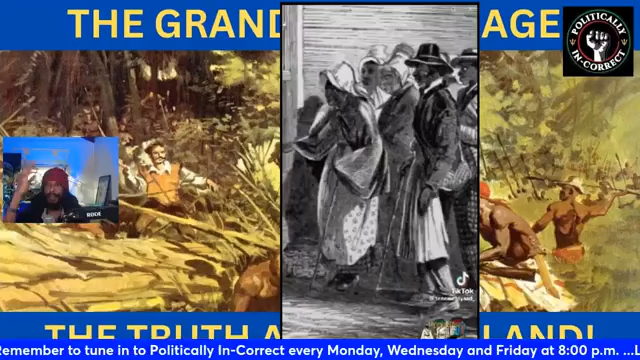 THE GRAND
AGE
POLITICALLY
IN-CORRECT
RODE
TikTok
THE TRUTH A
LAND!
Remember to tune in to Politically In-Correct every Monday, Wednesday and Friday at 8:00 p.m. ...L